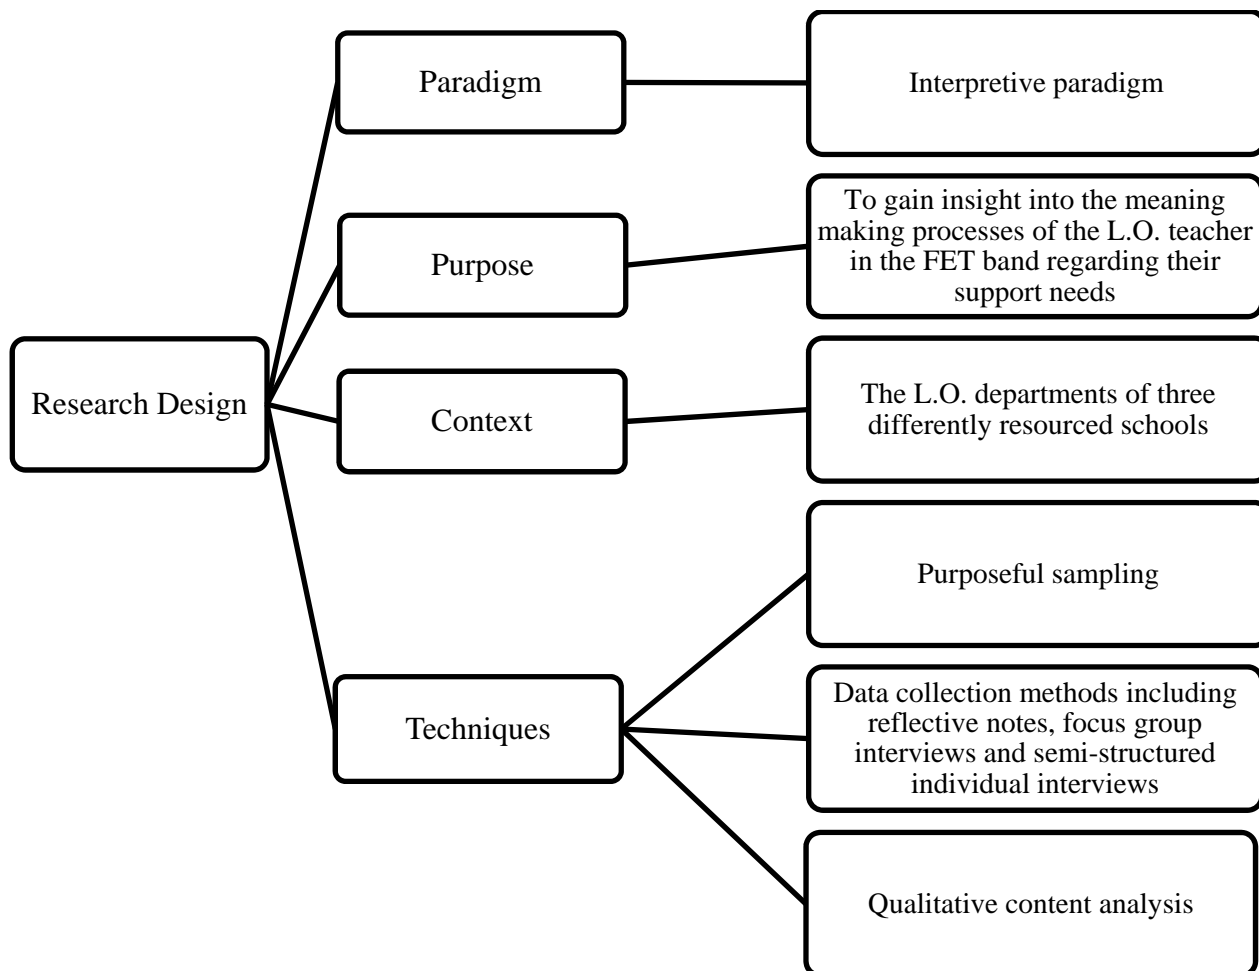 Research Design
Paradigm
Interpretive paradigm
Purpose
To gain insight into the meaning
making processes of the L.O. teacher
in the FET band regarding their
support needs
Context
The L.O. departments of three
differently resourced schools
Techniques
Purposeful sampling
Data collection methods including
reflective notes, focus group
interviews and semi-structured
individual interviews
Qualitative content analysis